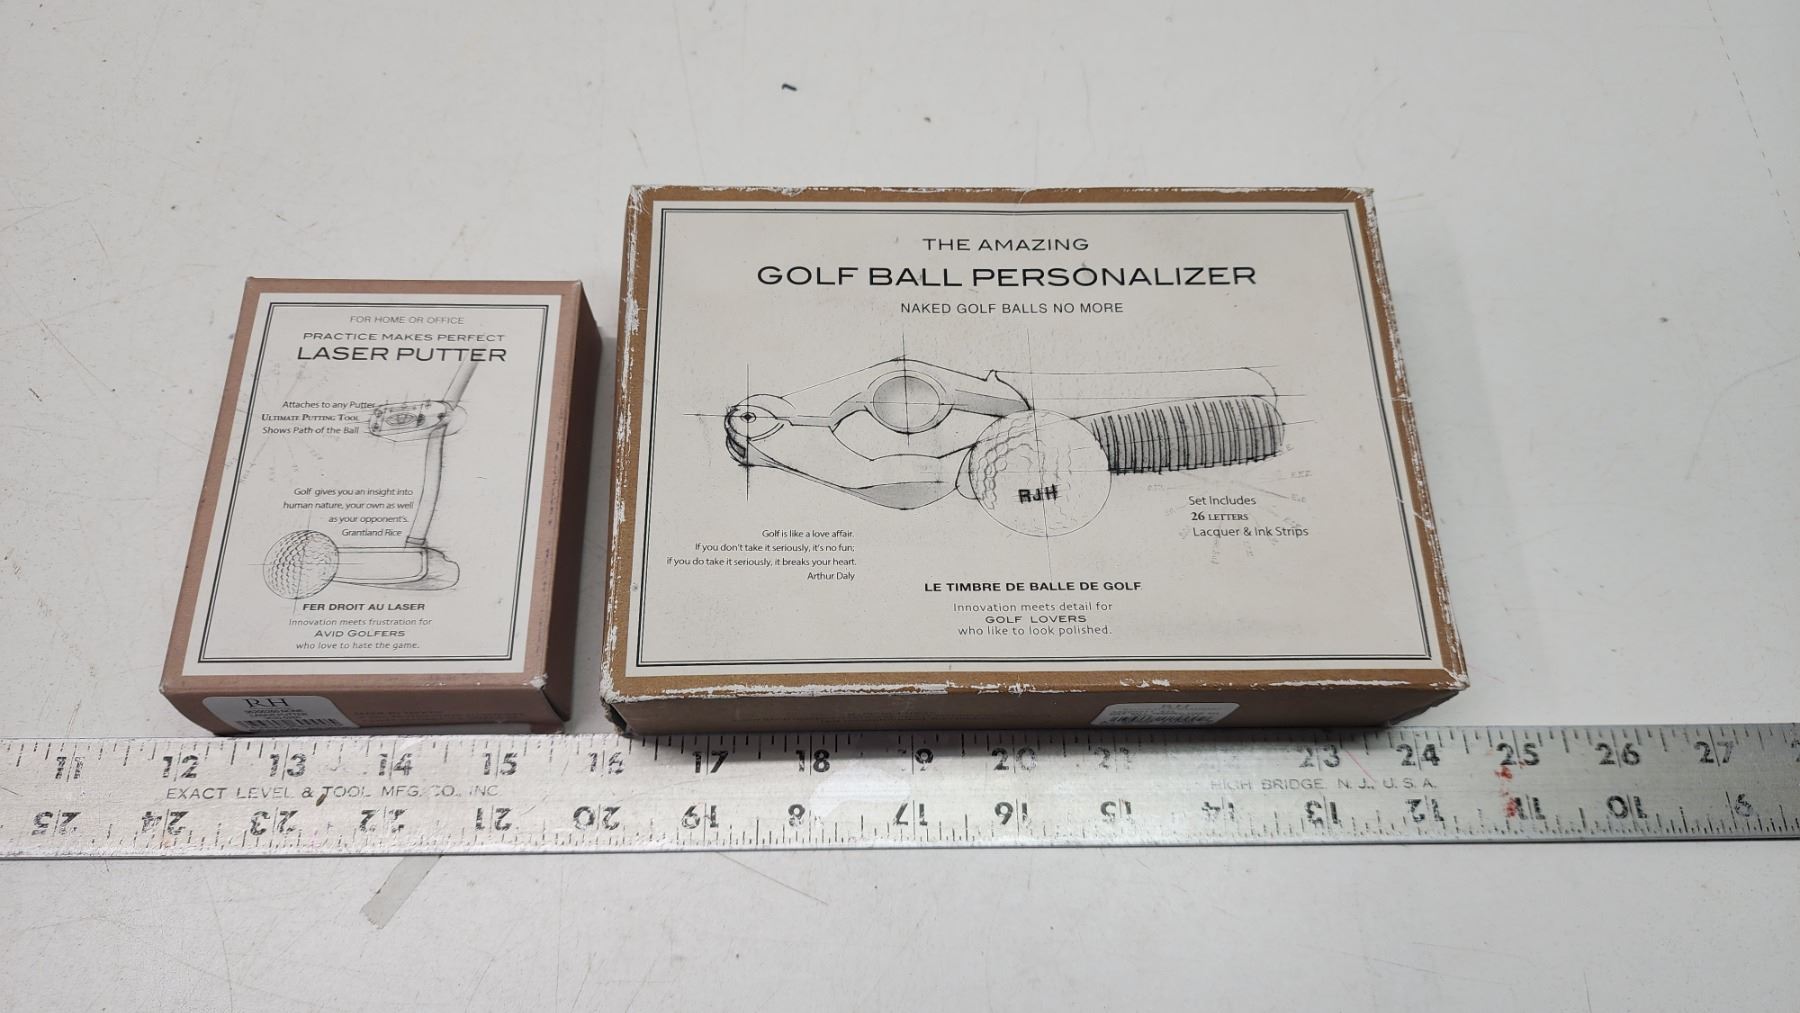 FOR HOME OR OFFICE
PRACTICE MAKES PERFECT
LASER PUTTER
Attaches to any Putter
ULTIMATE PUTTING TOOL
Shows Path of the Ball
Golf gives you an insight into
human nature, your own as well
as your opponent's.
Grantland Rice
FER DROIT AU LASER
Innovation meets frustration for
AVID GOLFERS
who love to hate the game.
RH
THE AMAZING
GOLF BALL PERSONALIZER
NAKED GOLF BALLS NO MORE
RJH
Set Includes
26 LETTERS
Lacquer & Ink Strips
Golf is like a love affair.
If you don't take it seriously, it's no fun;
if you do take it seriously, it breaks your heart.
Arthur Daly
LE TIMBRE DE BALLE DE GOLF
Innovation meets detail for
GOLF LOVERS
who like to look polished.
RH
11 12 13 14 15 16 17 18 19 20 21 23 24 25 26 27
EXACT LEVEL & TOOL MFG. CO., INC. HIGH BRIDGE, N. J., U. S. A.
25 24 23 22 21 20 19 18 17 16 15 14 13 12 11 10 9